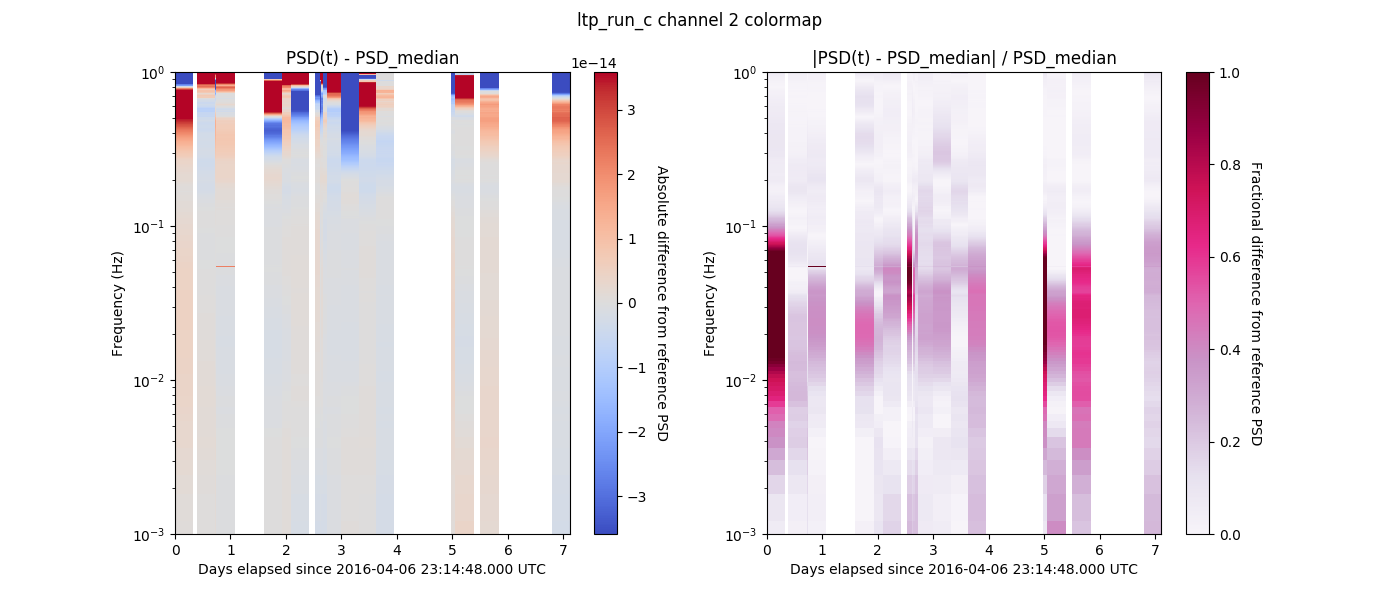 ltp_run_c channel 2 colormap
PSD(t) - PSD_median
1e−14
10⁰
10⁻¹
10⁻²
10⁻³
Frequency (Hz)
0 1 2 3 4 5 6 7
Days elapsed since 2016-04-06 23:14:48.000 UTC
3
2
1
0
−1
−2
−3
Absolute difference from reference PSD
|PSD(t) - PSD_median| / PSD_median
10⁰
10⁻¹
10⁻²
10⁻³
Frequency (Hz)
0 1 2 3 4 5 6 7
Days elapsed since 2016-04-06 23:14:48.000 UTC
1.0
0.8
0.6
0.4
0.2
0.0
Fractional difference from reference PSD